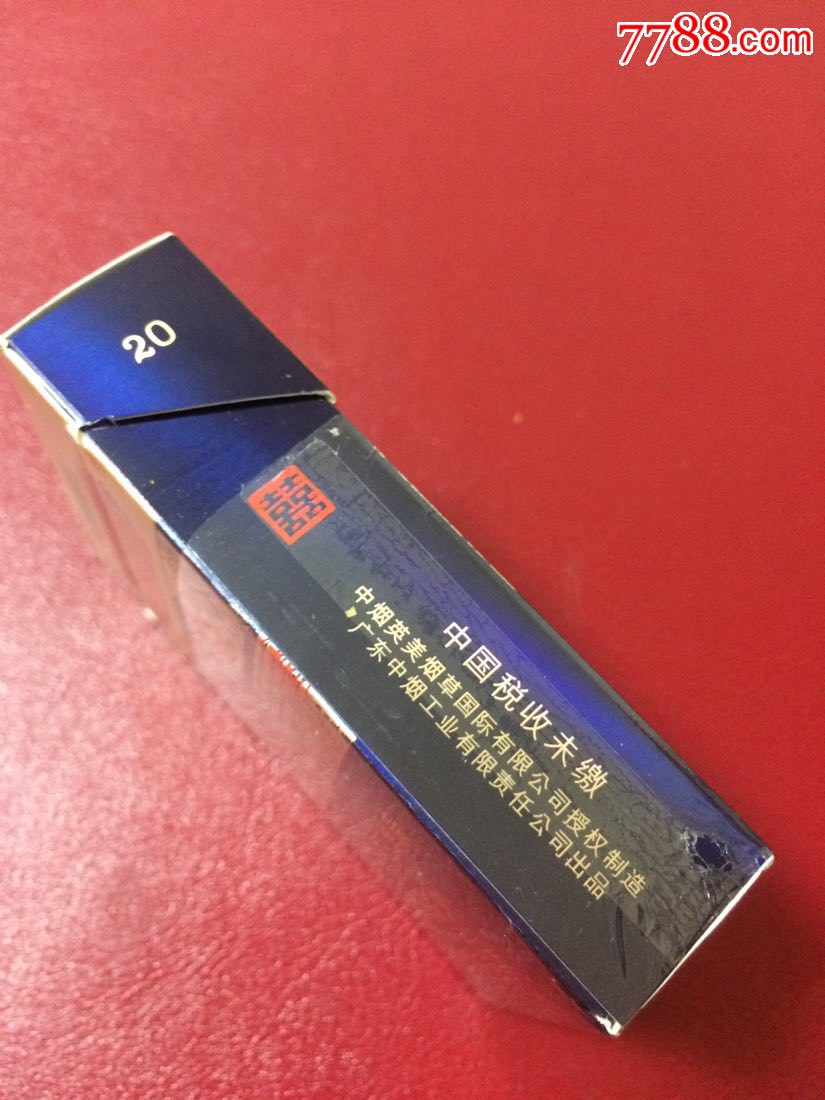 7788.com
20
囍
中国税收未缴
中烟英美烟草国际有限公司授权制造
广东中烟工业有限责任公司出品